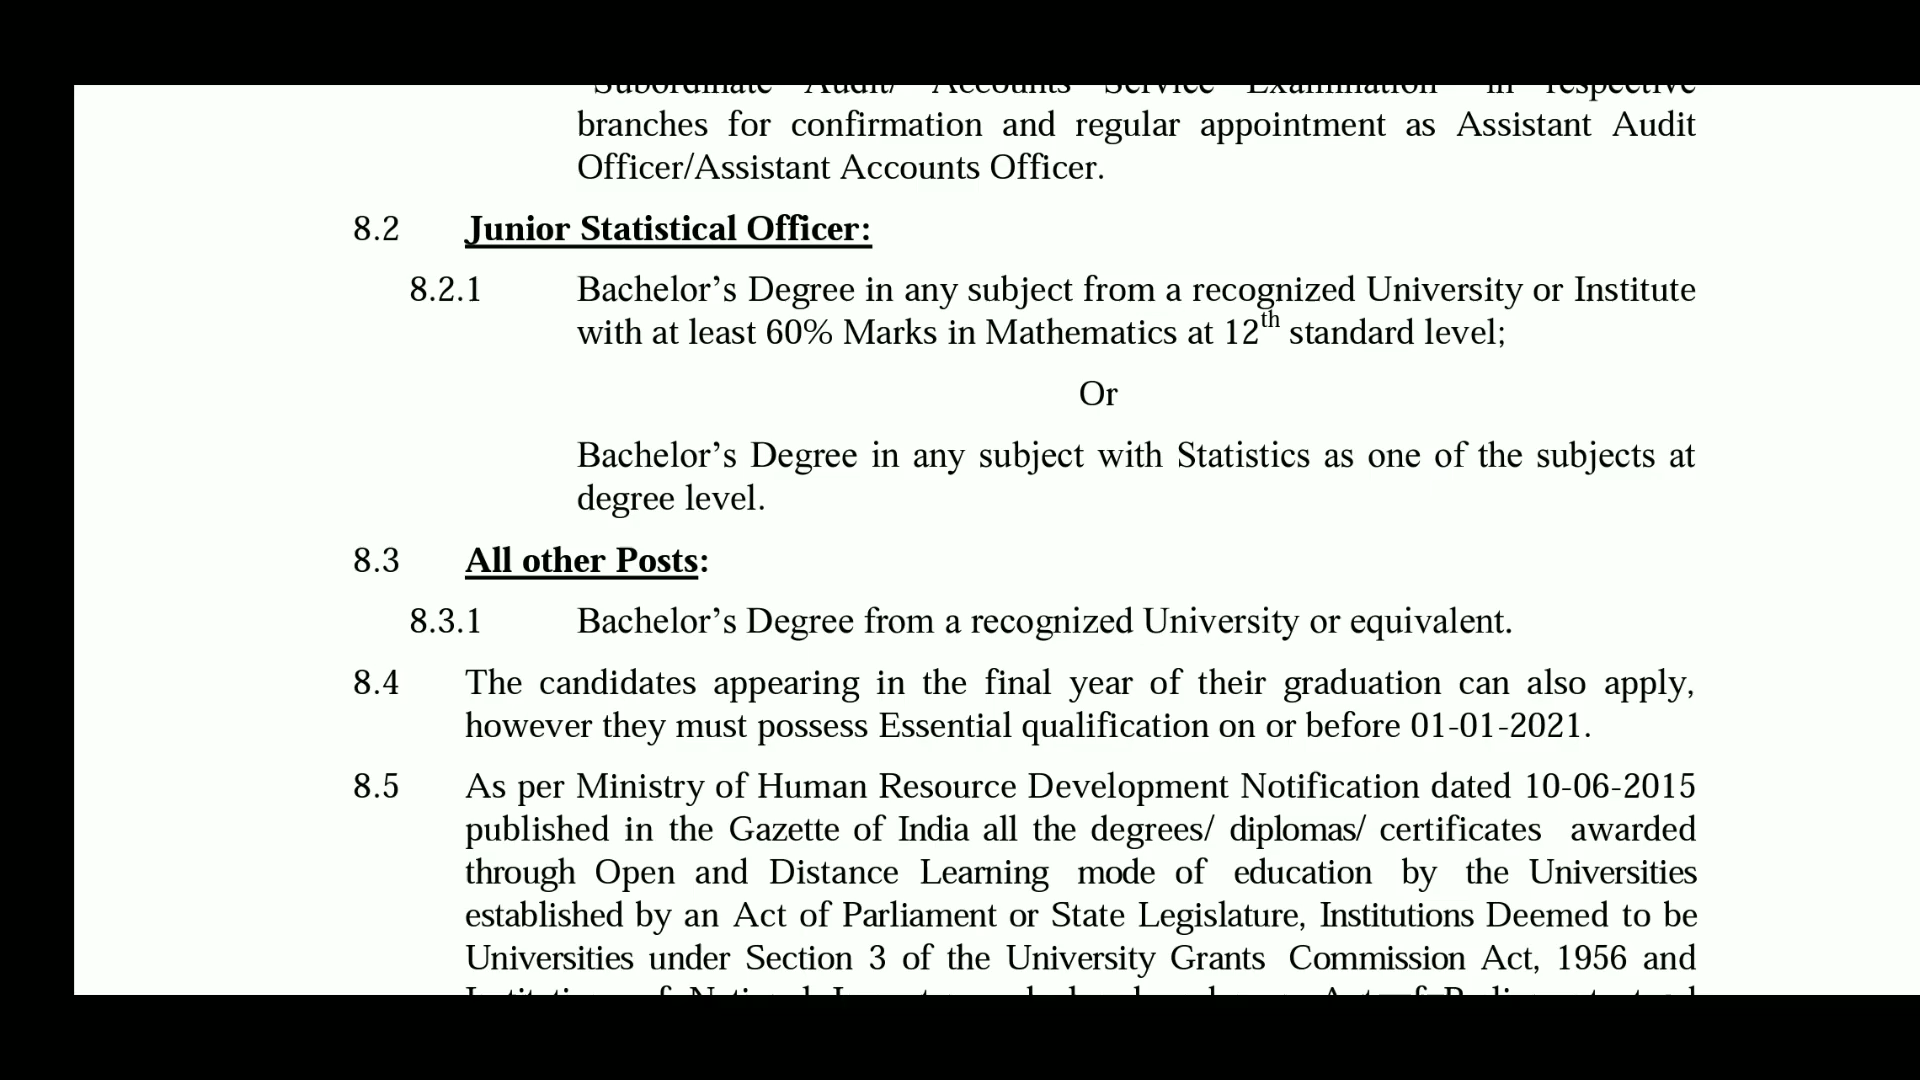 Subordinate Audit/ Accounts Service Examination in respective
branches for confirmation and regular appointment as Assistant Audit
Officer/Assistant Accounts Officer.
8.2 Junior Statistical Officer:
8.2.1 Bachelor’s Degree in any subject from a recognized University or Institute
with at least 60% Marks in Mathematics at 12th standard level;
Or
Bachelor’s Degree in any subject with Statistics as one of the subjects at
degree level.
8.3 All other Posts:
8.3.1 Bachelor’s Degree from a recognized University or equivalent.
8.4 The candidates appearing in the final year of their graduation can also apply,
however they must possess Essential qualification on or before 01-01-2021.
8.5 As per Ministry of Human Resource Development Notification dated 10-06-2015
published in the Gazette of India all the degrees/ diplomas/ certificates awarded
through Open and Distance Learning mode of education by the Universities
established by an Act of Parliament or State Legislature, Institutions Deemed to be
Universities under Section 3 of the University Grants Commission Act, 1956 and